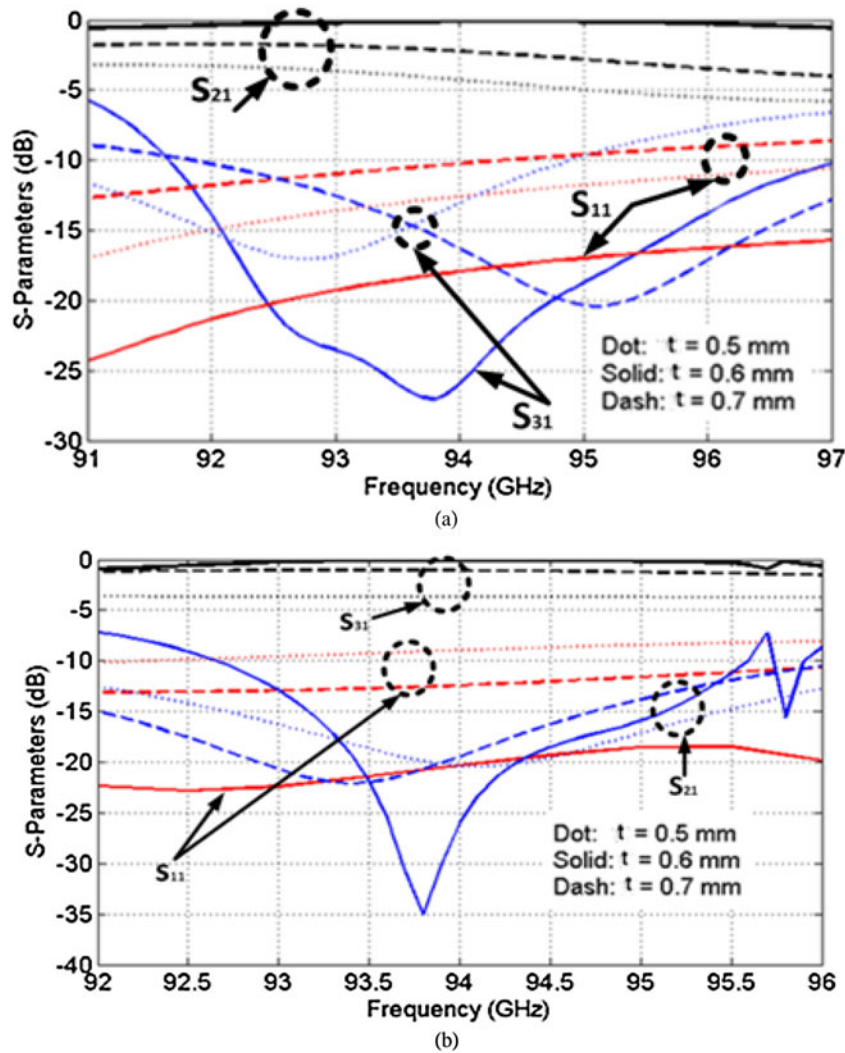 0
-5
-10
-15
-20
-25
-30
S-Parameters (dB)
S21
S11
S31
Dot: t = 0.5 mm
Solid: t = 0.6 mm
Dash: t = 0.7 mm
91 92 93 94 95 96 97
Frequency (GHz)
(a)
0
-5
-10
-15
-20
-25
-30
-35
-40
S-Parameters (dB)
S31
S21
S11
Dot: t = 0.5 mm
Solid: t = 0.6 mm
Dash: t = 0.7 mm
92 92.5 93 93.5 94 94.5 95 95.5 96
Frequency (GHz)
(b)